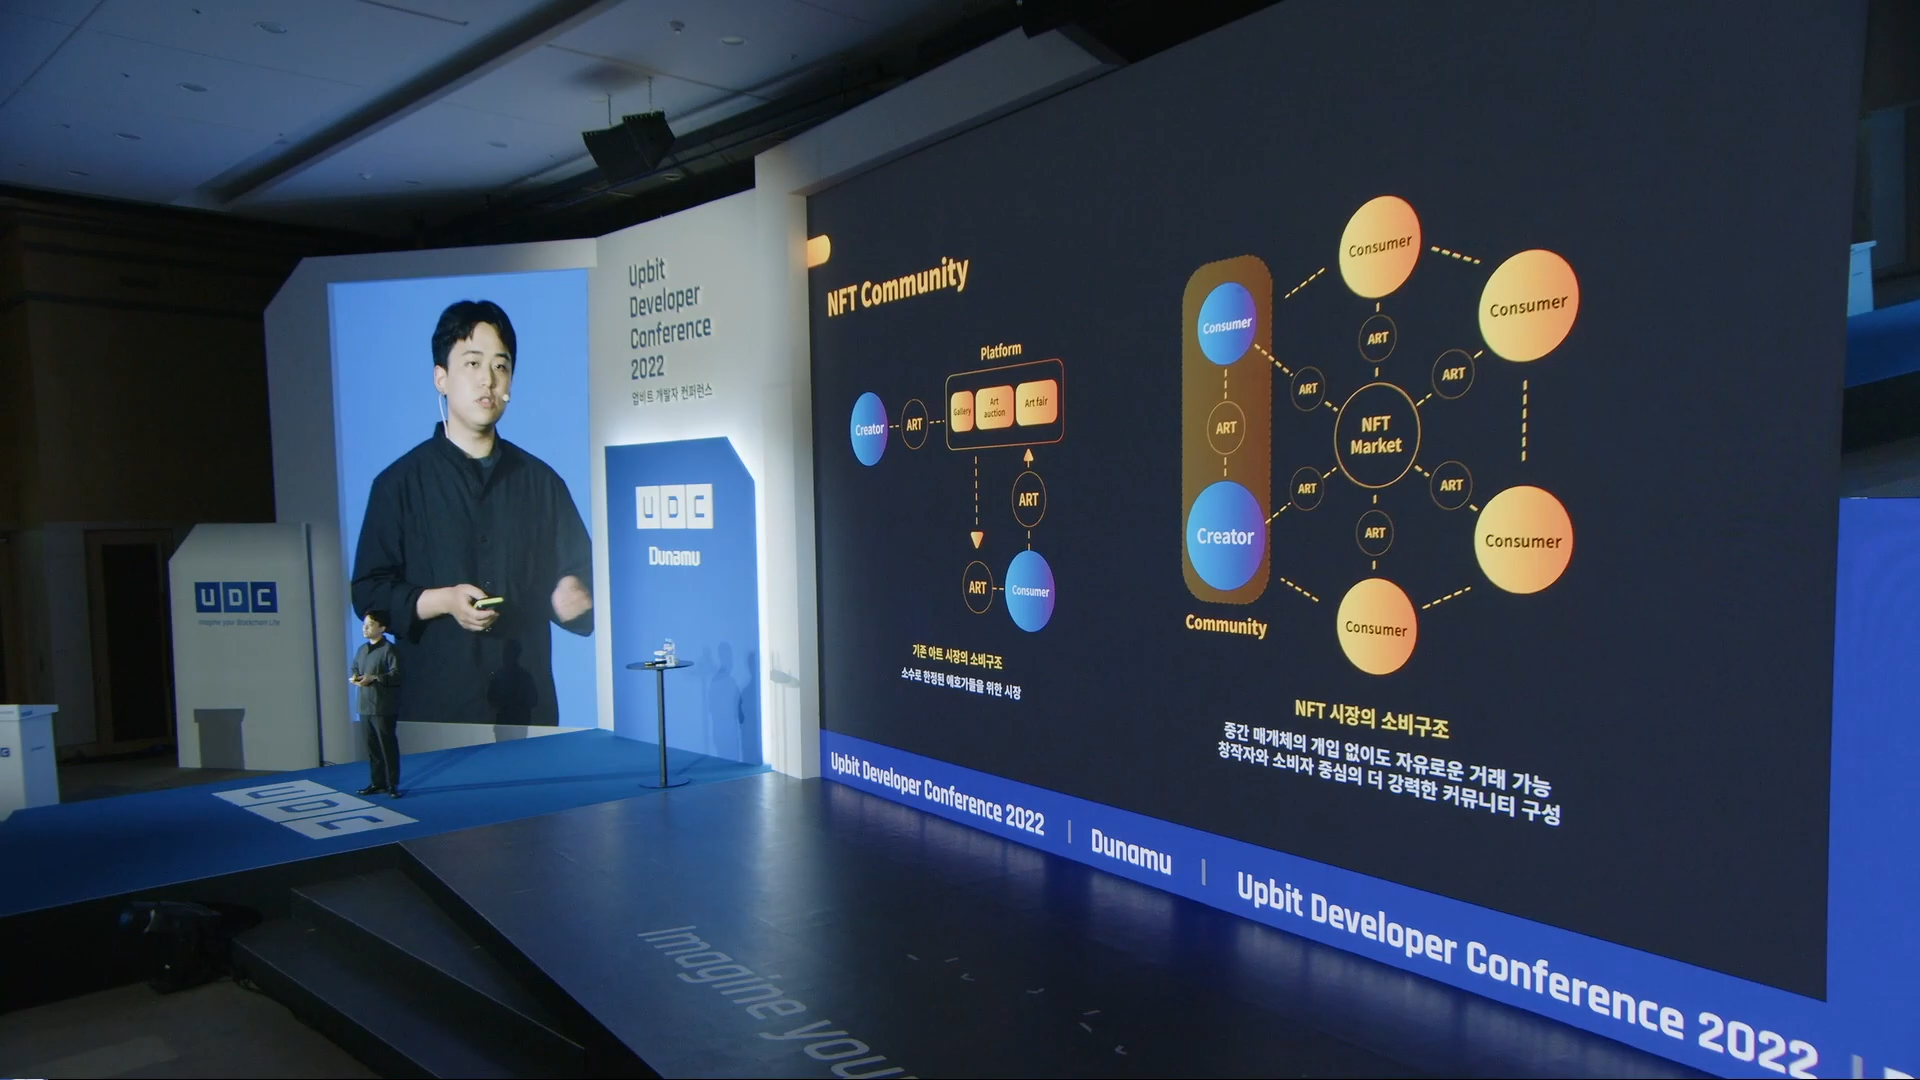 Upbit
Developer
Conference
2022
업비트 개발자 컨퍼런스
UDC
Dunamu
UDC
Imagine your Blockchain Life
UDC
NFT Community
Platform
Gallery
Art
auction
Art fair
Creator
ART
ART
ART
Consumer
기존 아트 시장의 소비구조
소수로 한정된 애호가들을 위한 시장
Consumer
ART
Creator
Community
Consumer
Consumer
ART
ART
ART
NFT
Market
ART
ART
ART
Consumer
Consumer
NFT 시장의 소비구조
중간 매개체의 개입 없이도 자유로운 거래 가능
창작자와 소비자 중심의 더 강력한 커뮤니티 구성
Upbit Developer Conference 2022 | Dunamu | Upbit Developer Conference 2022 |
Imagine your